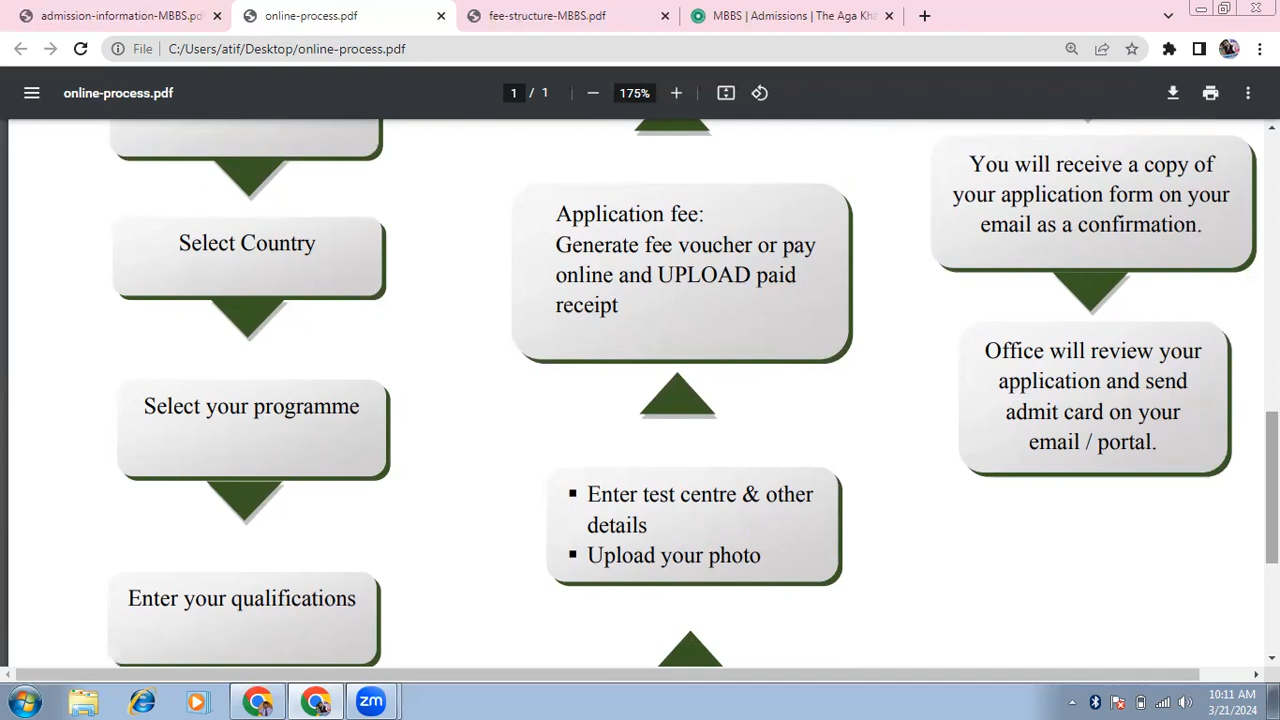 admission-information-MBBS.pdf
online-process.pdf
fee-structure-MBBS.pdf
MBBS | Admissions | The Aga Kha
File
C:/Users/atif/Desktop/online-process.pdf
online-process.pdf
1 / 1
175%
Select Country
Select your programme
Enter your qualifications
Application fee:
Generate fee voucher or pay
online and UPLOAD paid
receipt
▪ Enter test centre & other
details
▪ Upload your photo
You will receive a copy of
your application form on your
email as a confirmation.
Office will review your
application and send
admit card on your
email / portal.
zm
10:11 AM
3/21/2024